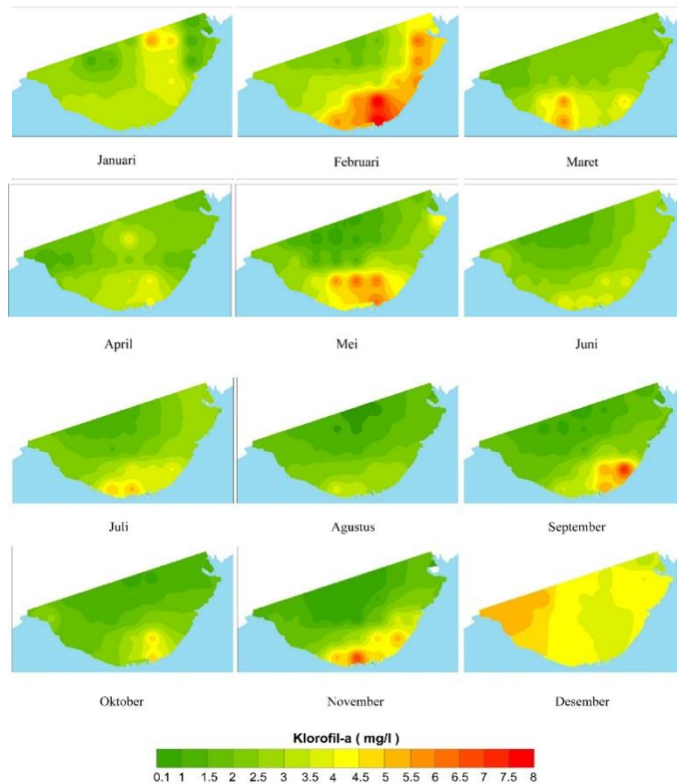 Januari
Februari
Maret
April
Mei
Juni
Juli
Agustus
September
Oktober
November
Desember
Klorofil-a ( mg/l )
0.1 1 1.5 2 2.5 3 3.5 4 4.5 5 5.5 6 6.5 7 7.5 8